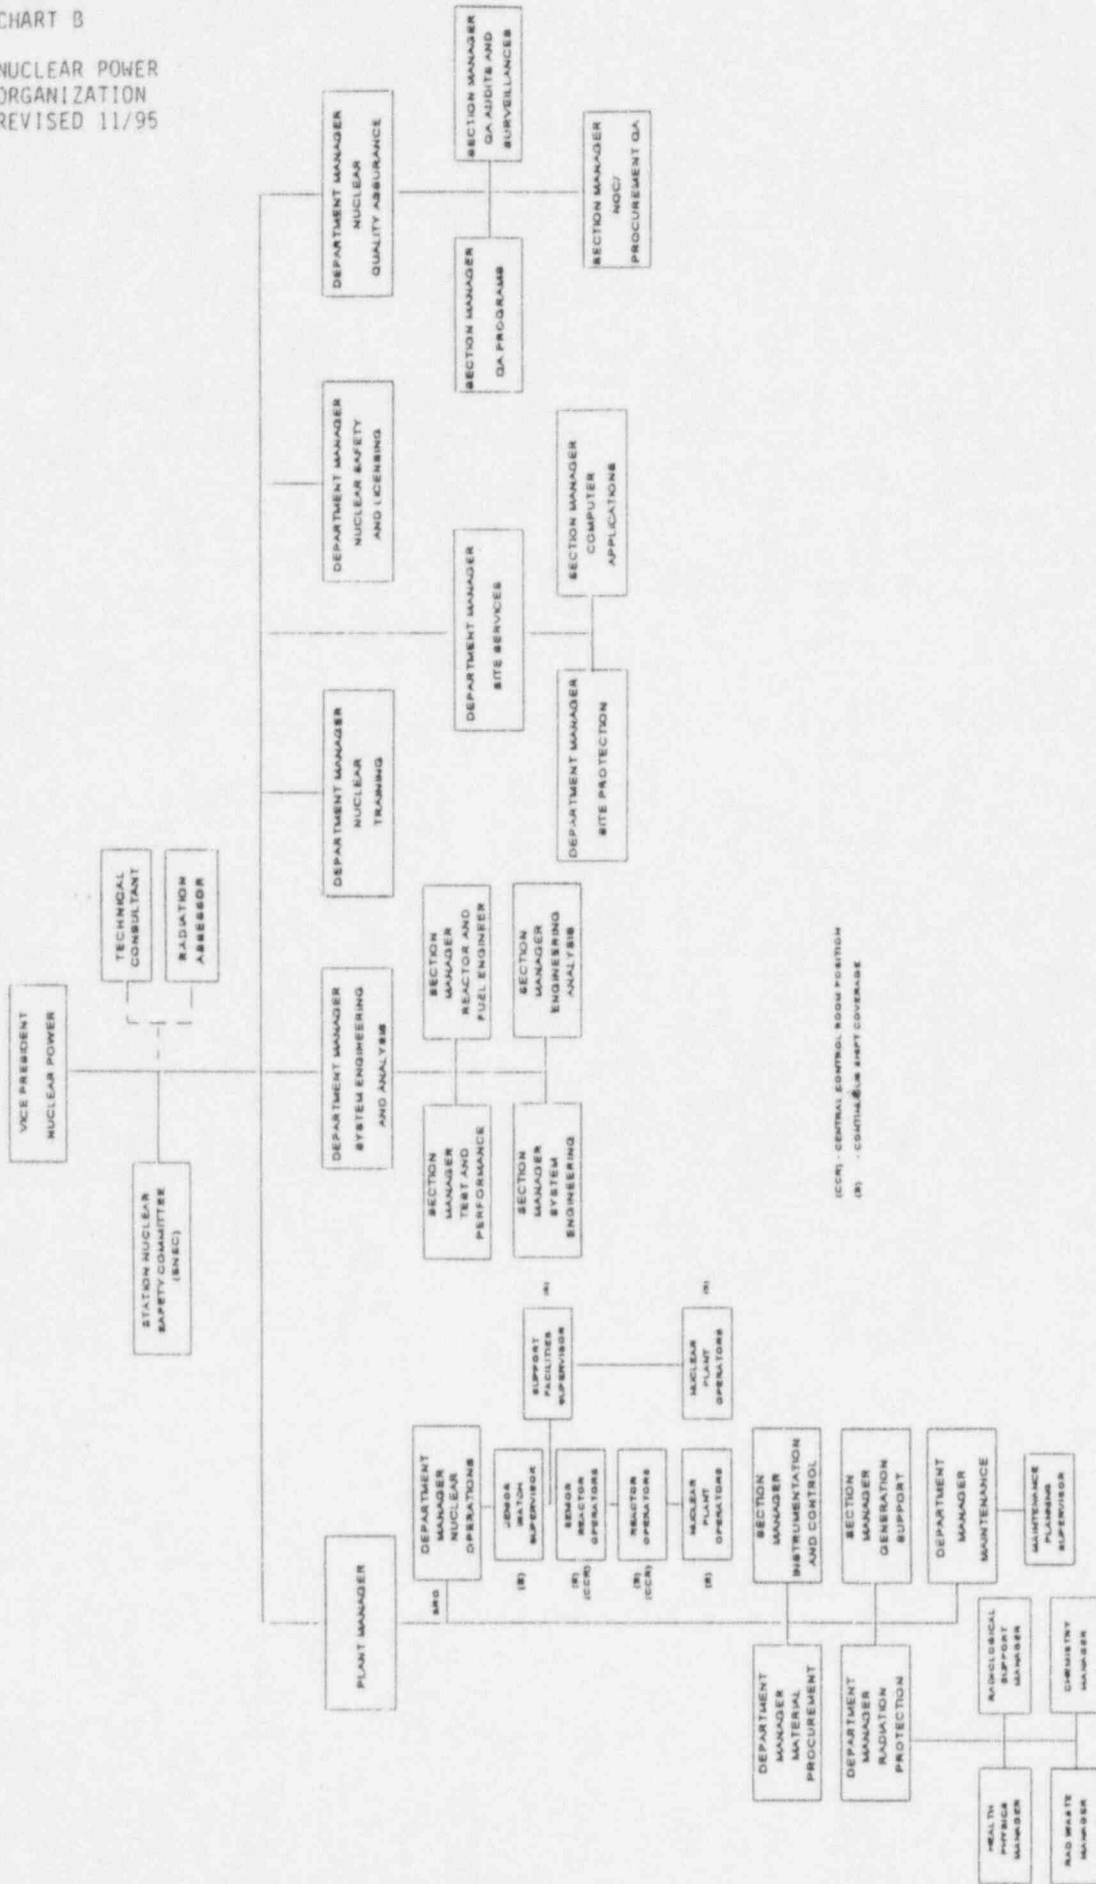 CHART B
NUCLEAR POWER
ORGANIZATION
REVISED 11/95
VICE PRESIDENT
NUCLEAR POWER
STATION NUCLEAR
SAFETY COMMITTEE
(SNSC)
TECHNICAL
CONSULTANT
RADIATION
ASSESSOR
PLANT MANAGER
DEPARTMENT MANAGER
SYSTEM ENGINEERING
AND ANALYSIS
DEPARTMENT MANAGER
NUCLEAR
TRAINING
DEPARTMENT MANAGER
NUCLEAR SAFETY
AND LICENSING
DEPARTMENT MANAGER
NUCLEAR
QUALITY ASSURANCE
SRO
DEPARTMENT
MANAGER
NUCLEAR
OPERATIONS
SECTION
MANAGER
TEST AND
PERFORMANCE
SECTION
MANAGER
REACTOR AND
FUEL ENGINEER
DEPARTMENT MANAGER
SITE SERVICES
SECTION MANAGER
QA PROGRAMS
SECTION MANAGER
QA AUDITS AND
SURVEILLANCES
(S)
SENIOR
WATCH
SUPERVISOR
SUPPORT
FACILITIES
SUPERVISOR
(S)
SECTION
MANAGER
SYSTEM
ENGINEERING
SECTION
MANAGER
ENGINEERING
ANALYSIS
(S)
(CCR)
SENIOR
REACTOR
OPERATORS
DEPARTMENT MANAGER
SITE PROTECTION
SECTION MANAGER
COMPUTER
APPLICATIONS
SECTION MANAGER
NQC/
PROCUREMENT QA
(S)
(CCR)
REACTOR
OPERATORS
(S)
NUCLEAR
PLANT
OPERATORS
NUCLEAR
PLANT
OPERATORS
(S)
DEPARTMENT
MANAGER
MATERIAL
PROCUREMENT
SECTION
MANAGER
INSTRUMENTATION
AND CONTROL
(CCR) - CENTRAL CONTROL ROOM POSITION
(S) - CONTINUOUS SHIFT COVERAGE
DEPARTMENT
MANAGER
RADIATION
PROTECTION
SECTION
MANAGER
GENERATION
SUPPORT
DEPARTMENT
MANAGER
MAINTENANCE
HEALTH
PHYSICS
MANAGER
RADIOLOGICAL
SUPPORT
MANAGER
MAINTENANCE
PLANNING
SUPERVISOR
RAD WASTE
MANAGER
CHEMISTRY
MANAGER